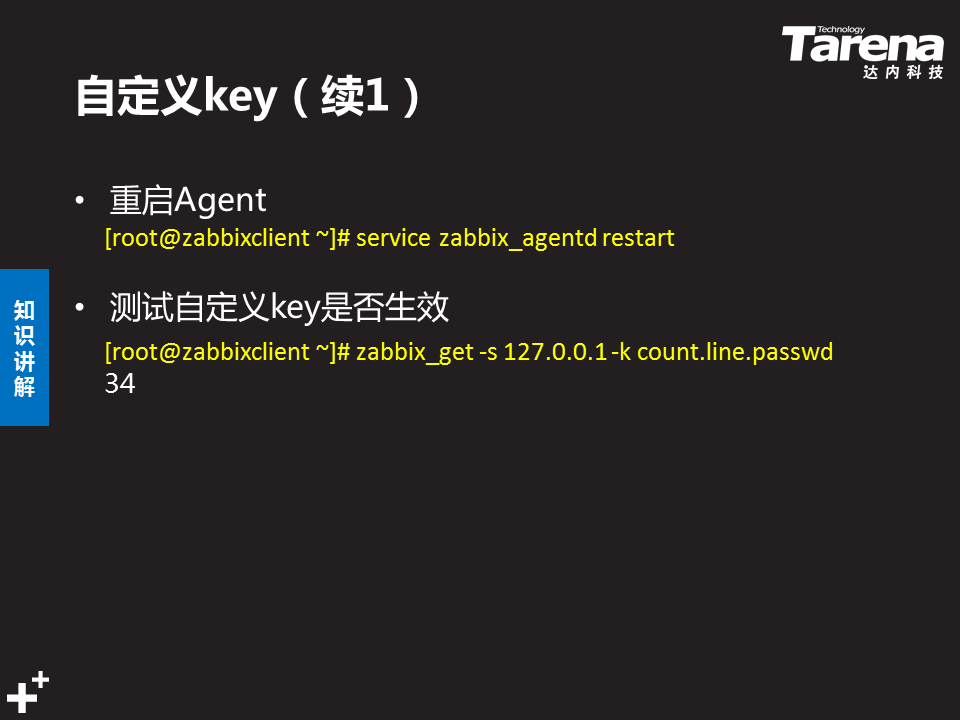 Technology
Tarena
达内科技
自定义key（续1）
• 重启Agent
[root@zabbixclient ~]# service zabbix_agentd restart
• 测试自定义key是否生效
[root@zabbixclient ~]# zabbix_get -s 127.0.0.1 -k count.line.passwd
34
知
识
讲
解